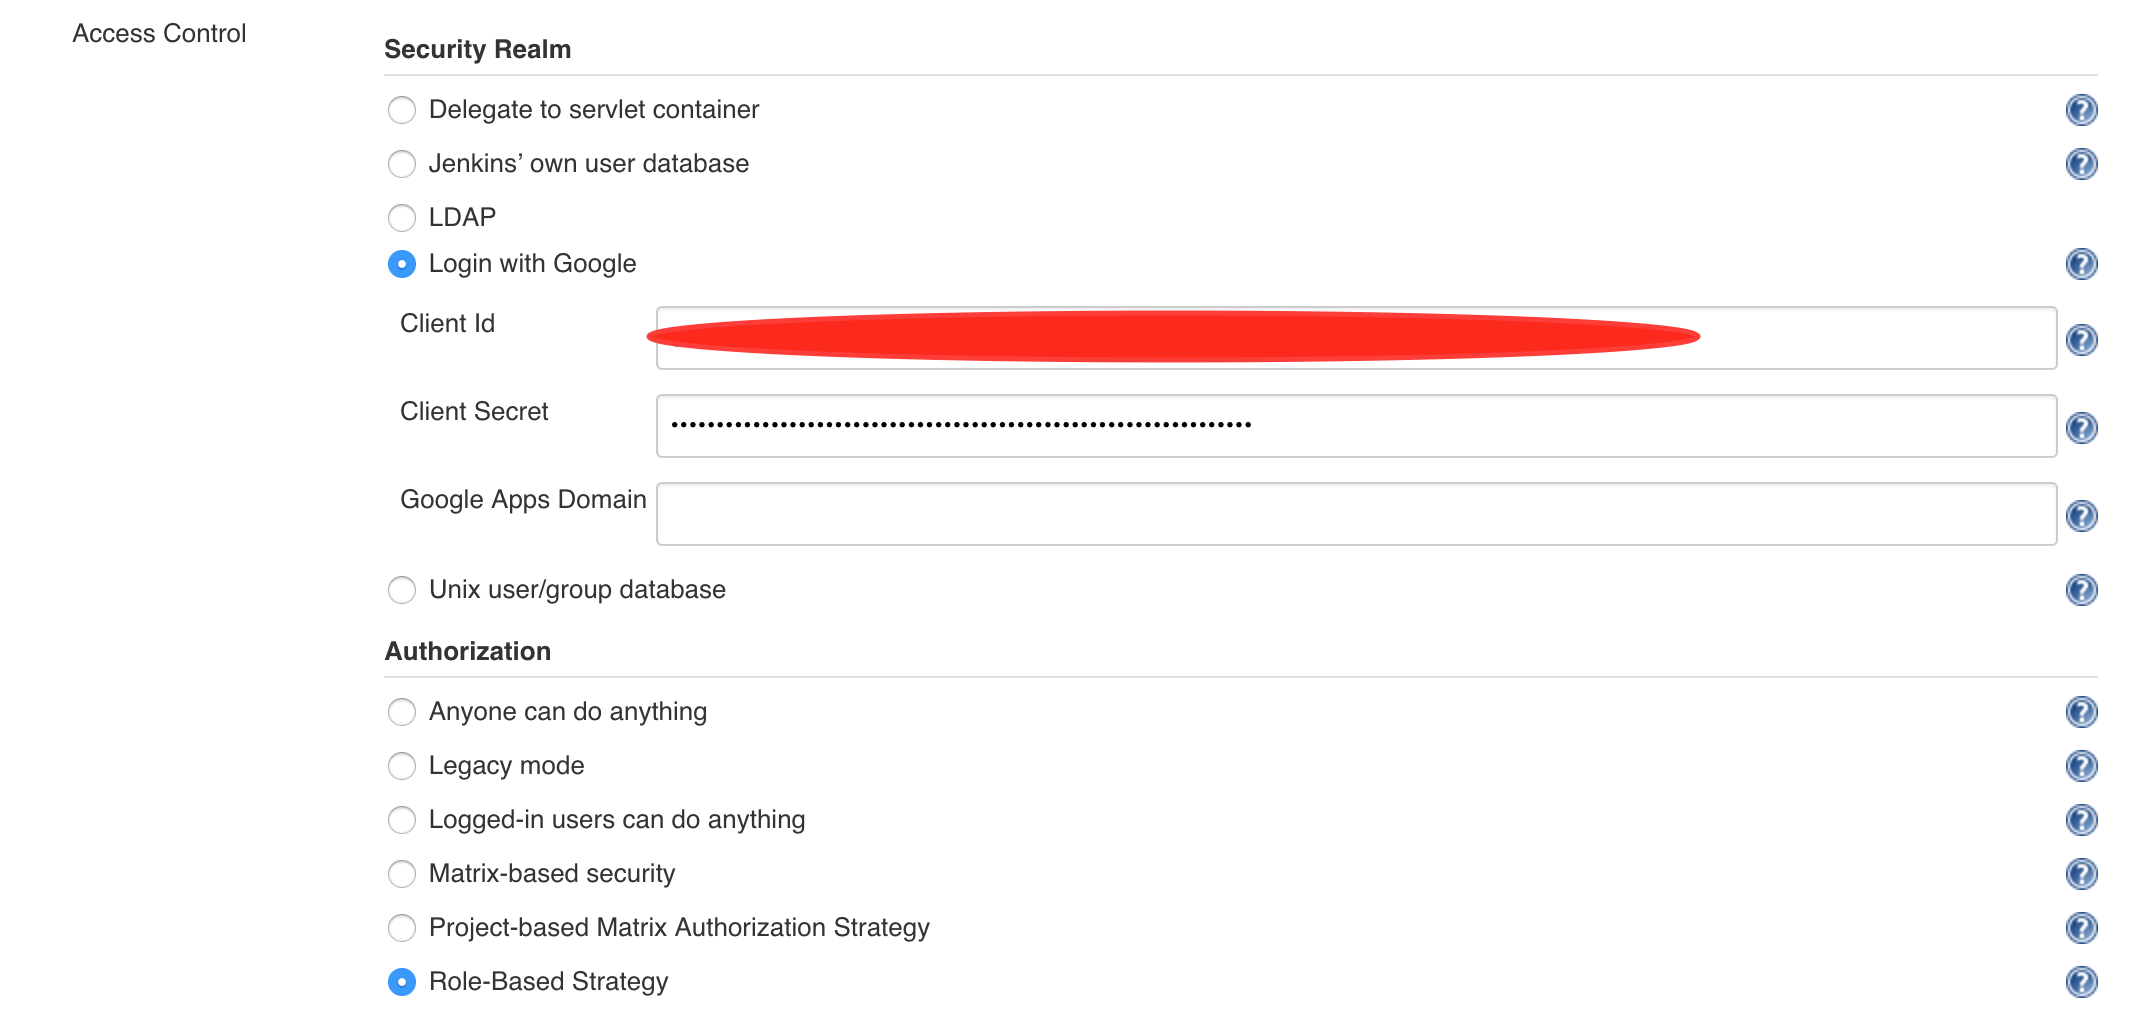 Access Control
Security Realm
Delegate to servlet container
Jenkins’ own user database
LDAP
Login with Google
Client Id
Client Secret
••••••••••••••••••••••••••••••••••••••••••••••••••••••••••••••••
Google Apps Domain
Unix user/group database
Authorization
Anyone can do anything
Legacy mode
Logged-in users can do anything
Matrix-based security
Project-based Matrix Authorization Strategy
Role-Based Strategy